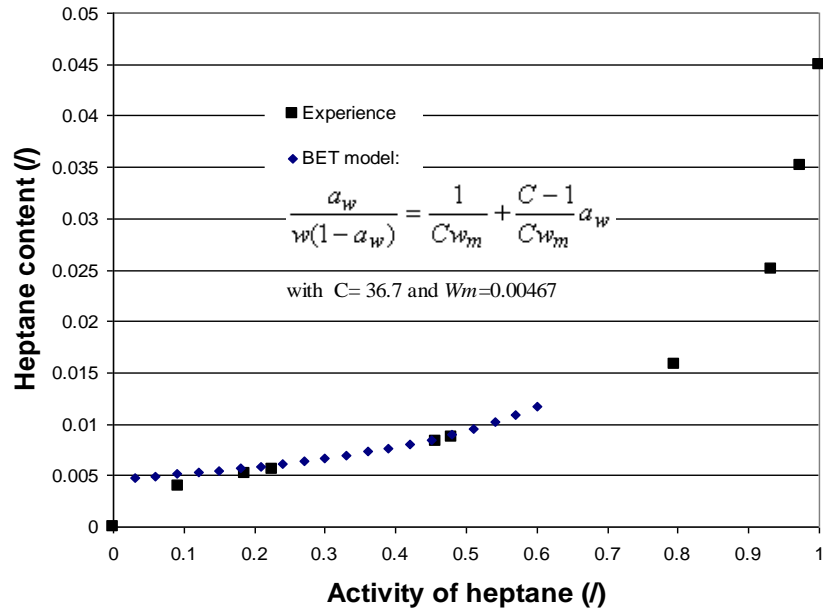 0.05
0.045
0.04
0.035
0.03
0.025
0.02
0.015
0.01
0.005
0
Heptane content (/)
Experience
BET model:
a_w / w(1 − a_w) = 1 / Cw_m + C − 1 / Cw_m a_w
with C= 36.7 and Wm=0.00467
0 0.1 0.2 0.3 0.4 0.5 0.6 0.7 0.8 0.9 1
Activity of heptane (/)